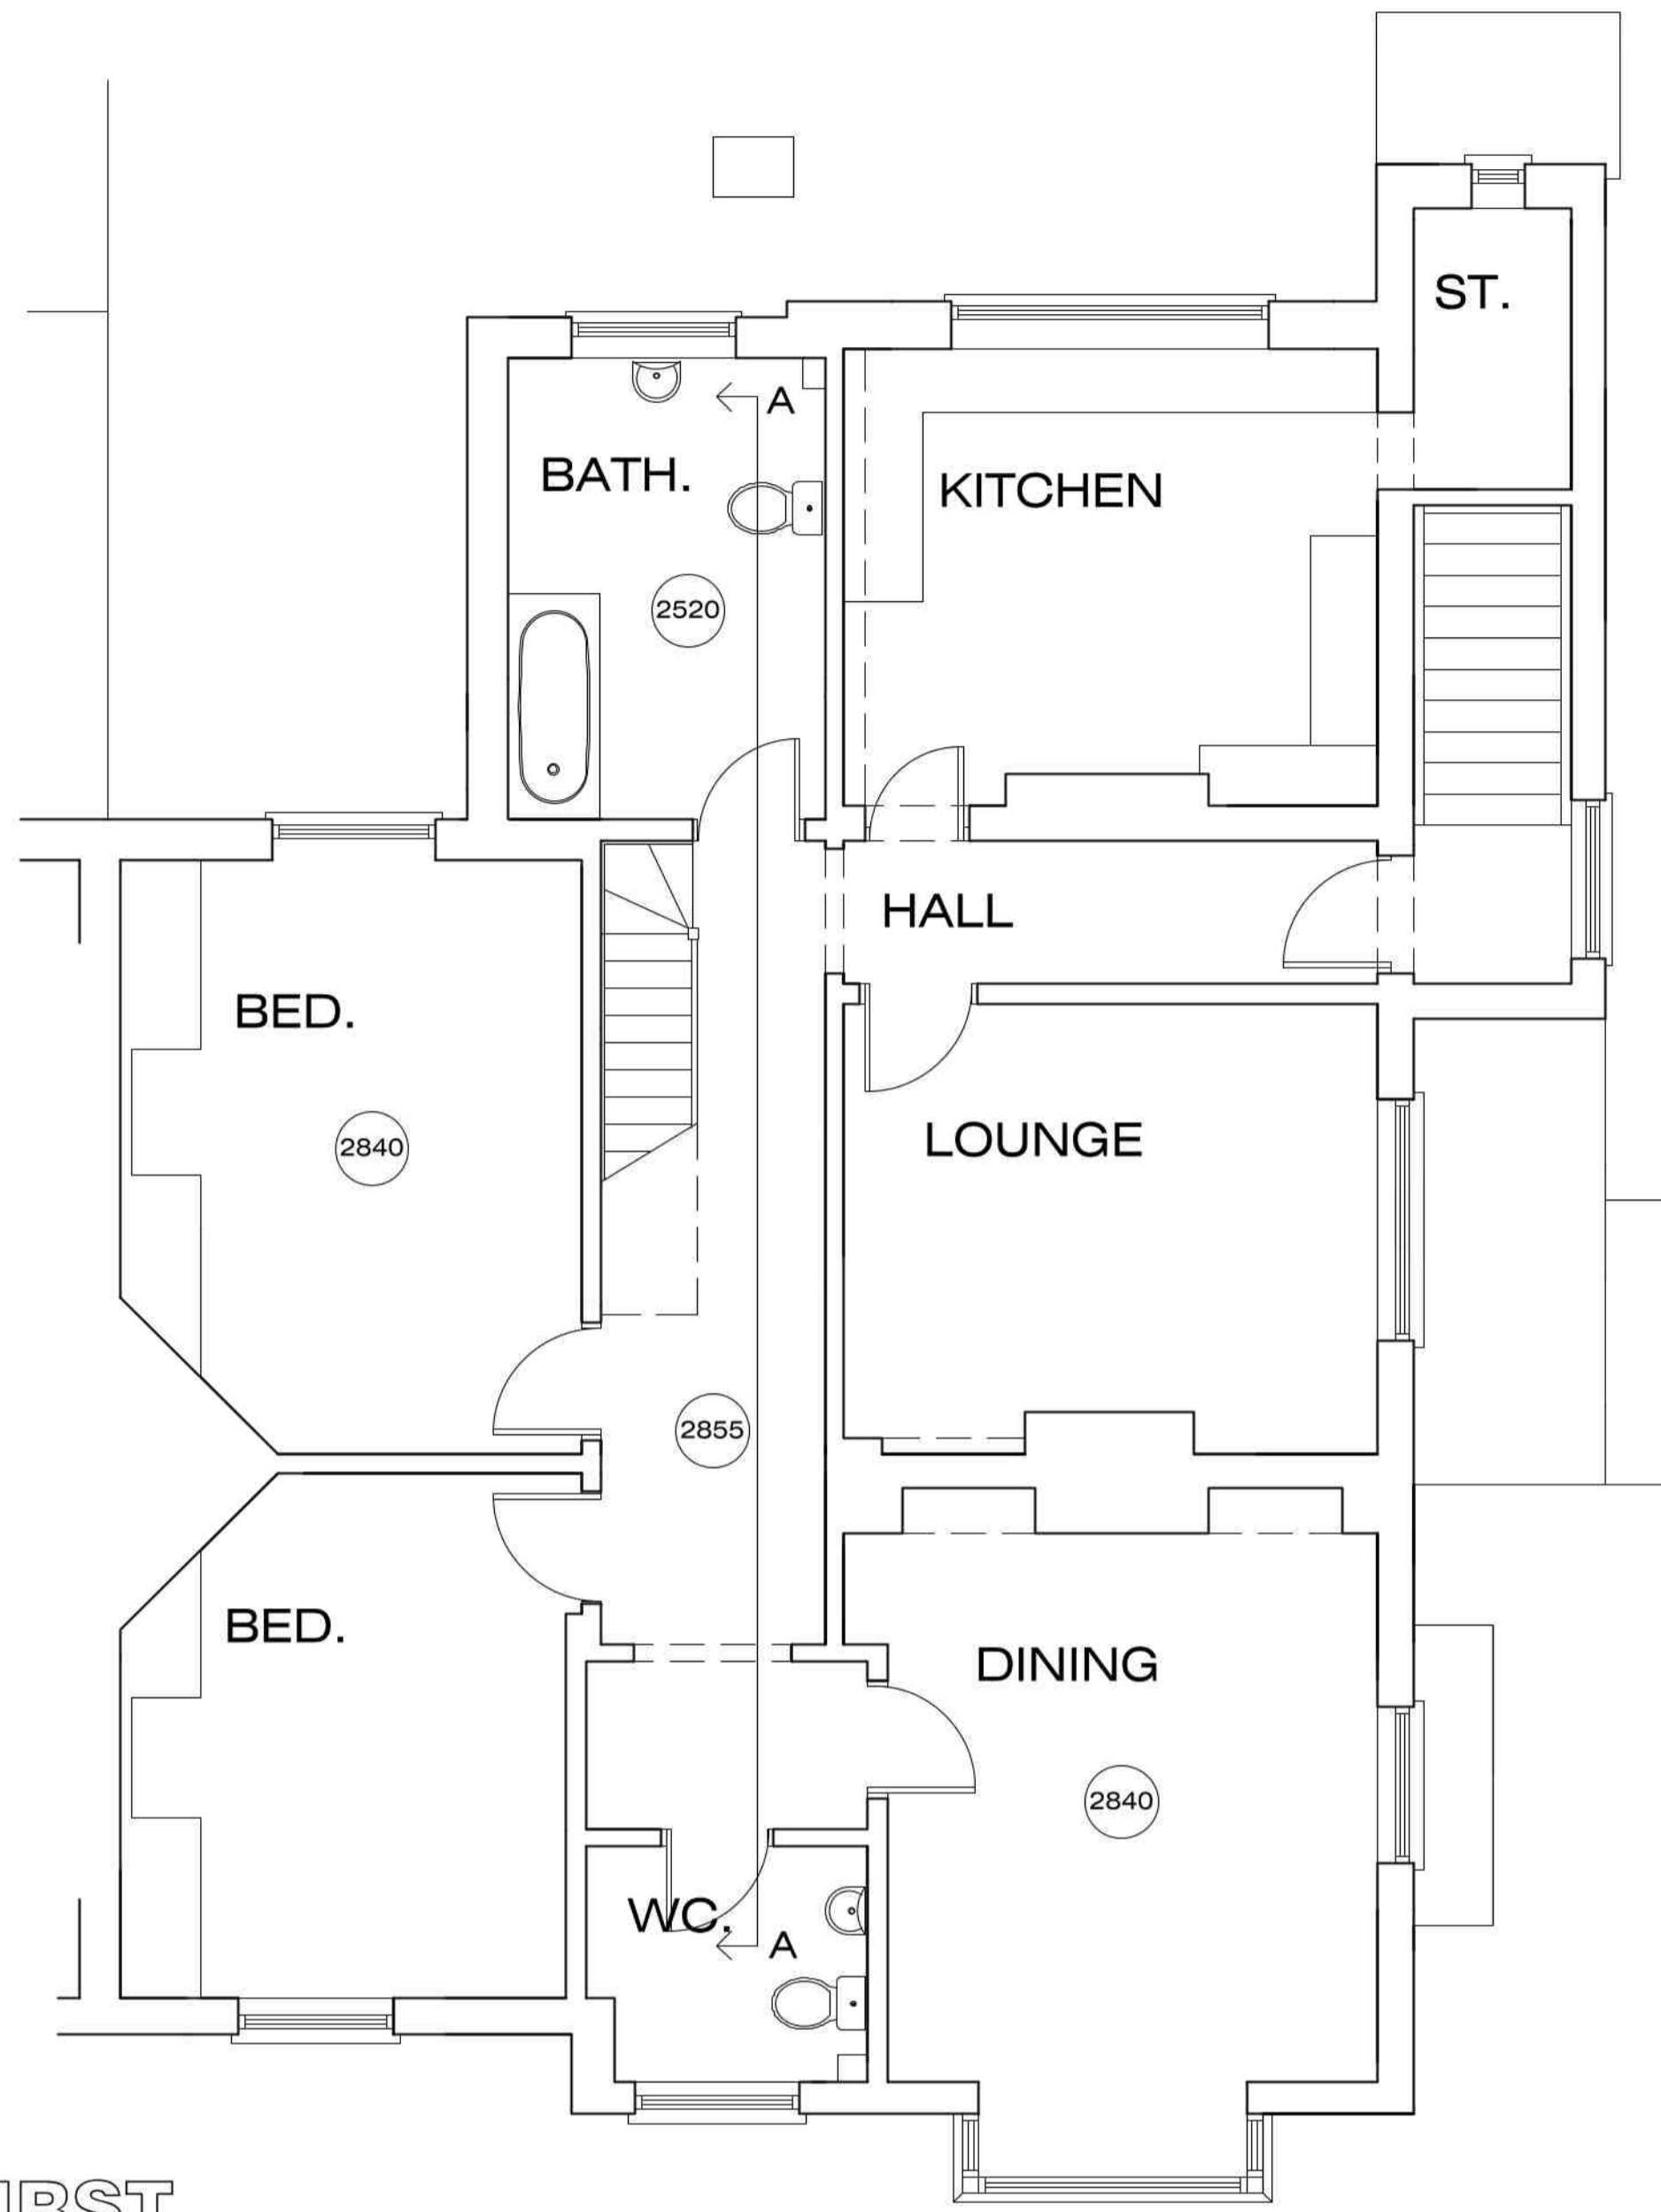 ST.
A
BATH.
KITCHEN
2520
HALL
BED.
LOUNGE
2840
2855
BED.
DINING
2840
WC.
A